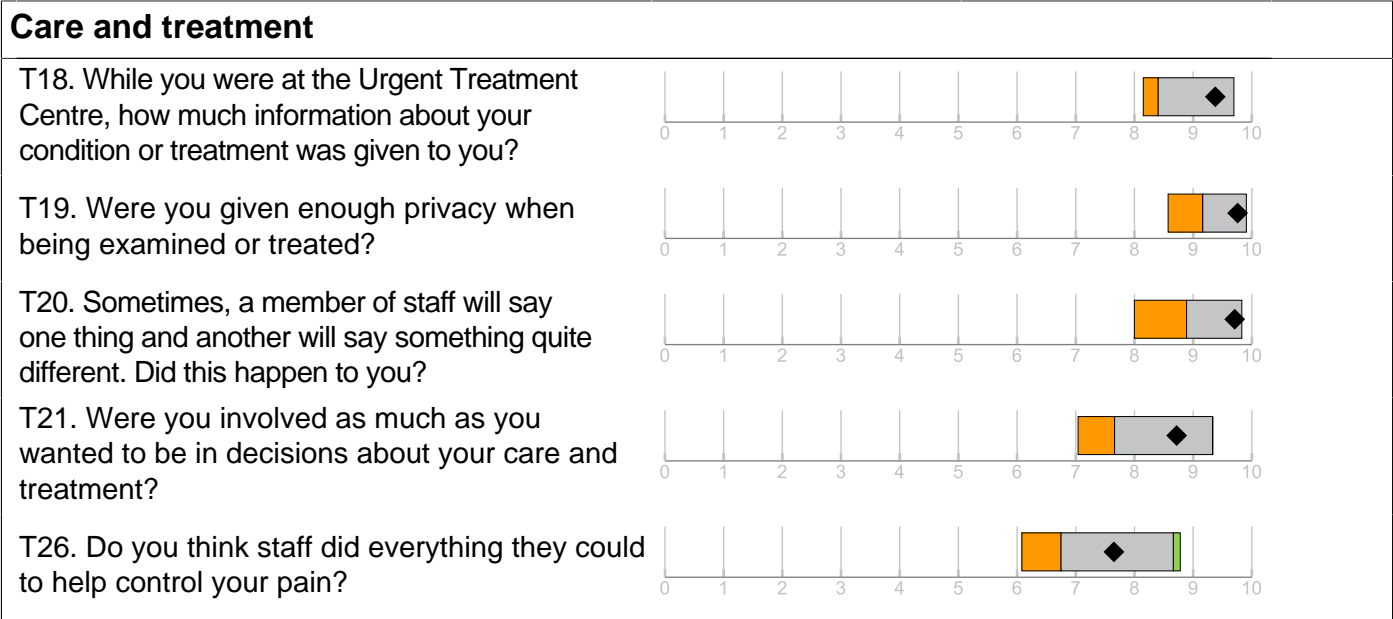 Care and treatment
T18. While you were at the Urgent Treatment
Centre, how much information about your
condition or treatment was given to you?
0 1 2 3 4 5 6 7 8 9 10
T19. Were you given enough privacy when
being examined or treated?
0 1 2 3 4 5 6 7 8 9 10
T20. Sometimes, a member of staff will say
one thing and another will say something quite
different. Did this happen to you?
0 1 2 3 4 5 6 7 8 9 10
T21. Were you involved as much as you
wanted to be in decisions about your care and
treatment?
0 1 2 3 4 5 6 7 8 9 10
T26. Do you think staff did everything they could
to help control your pain?
0 1 2 3 4 5 6 7 8 9 10